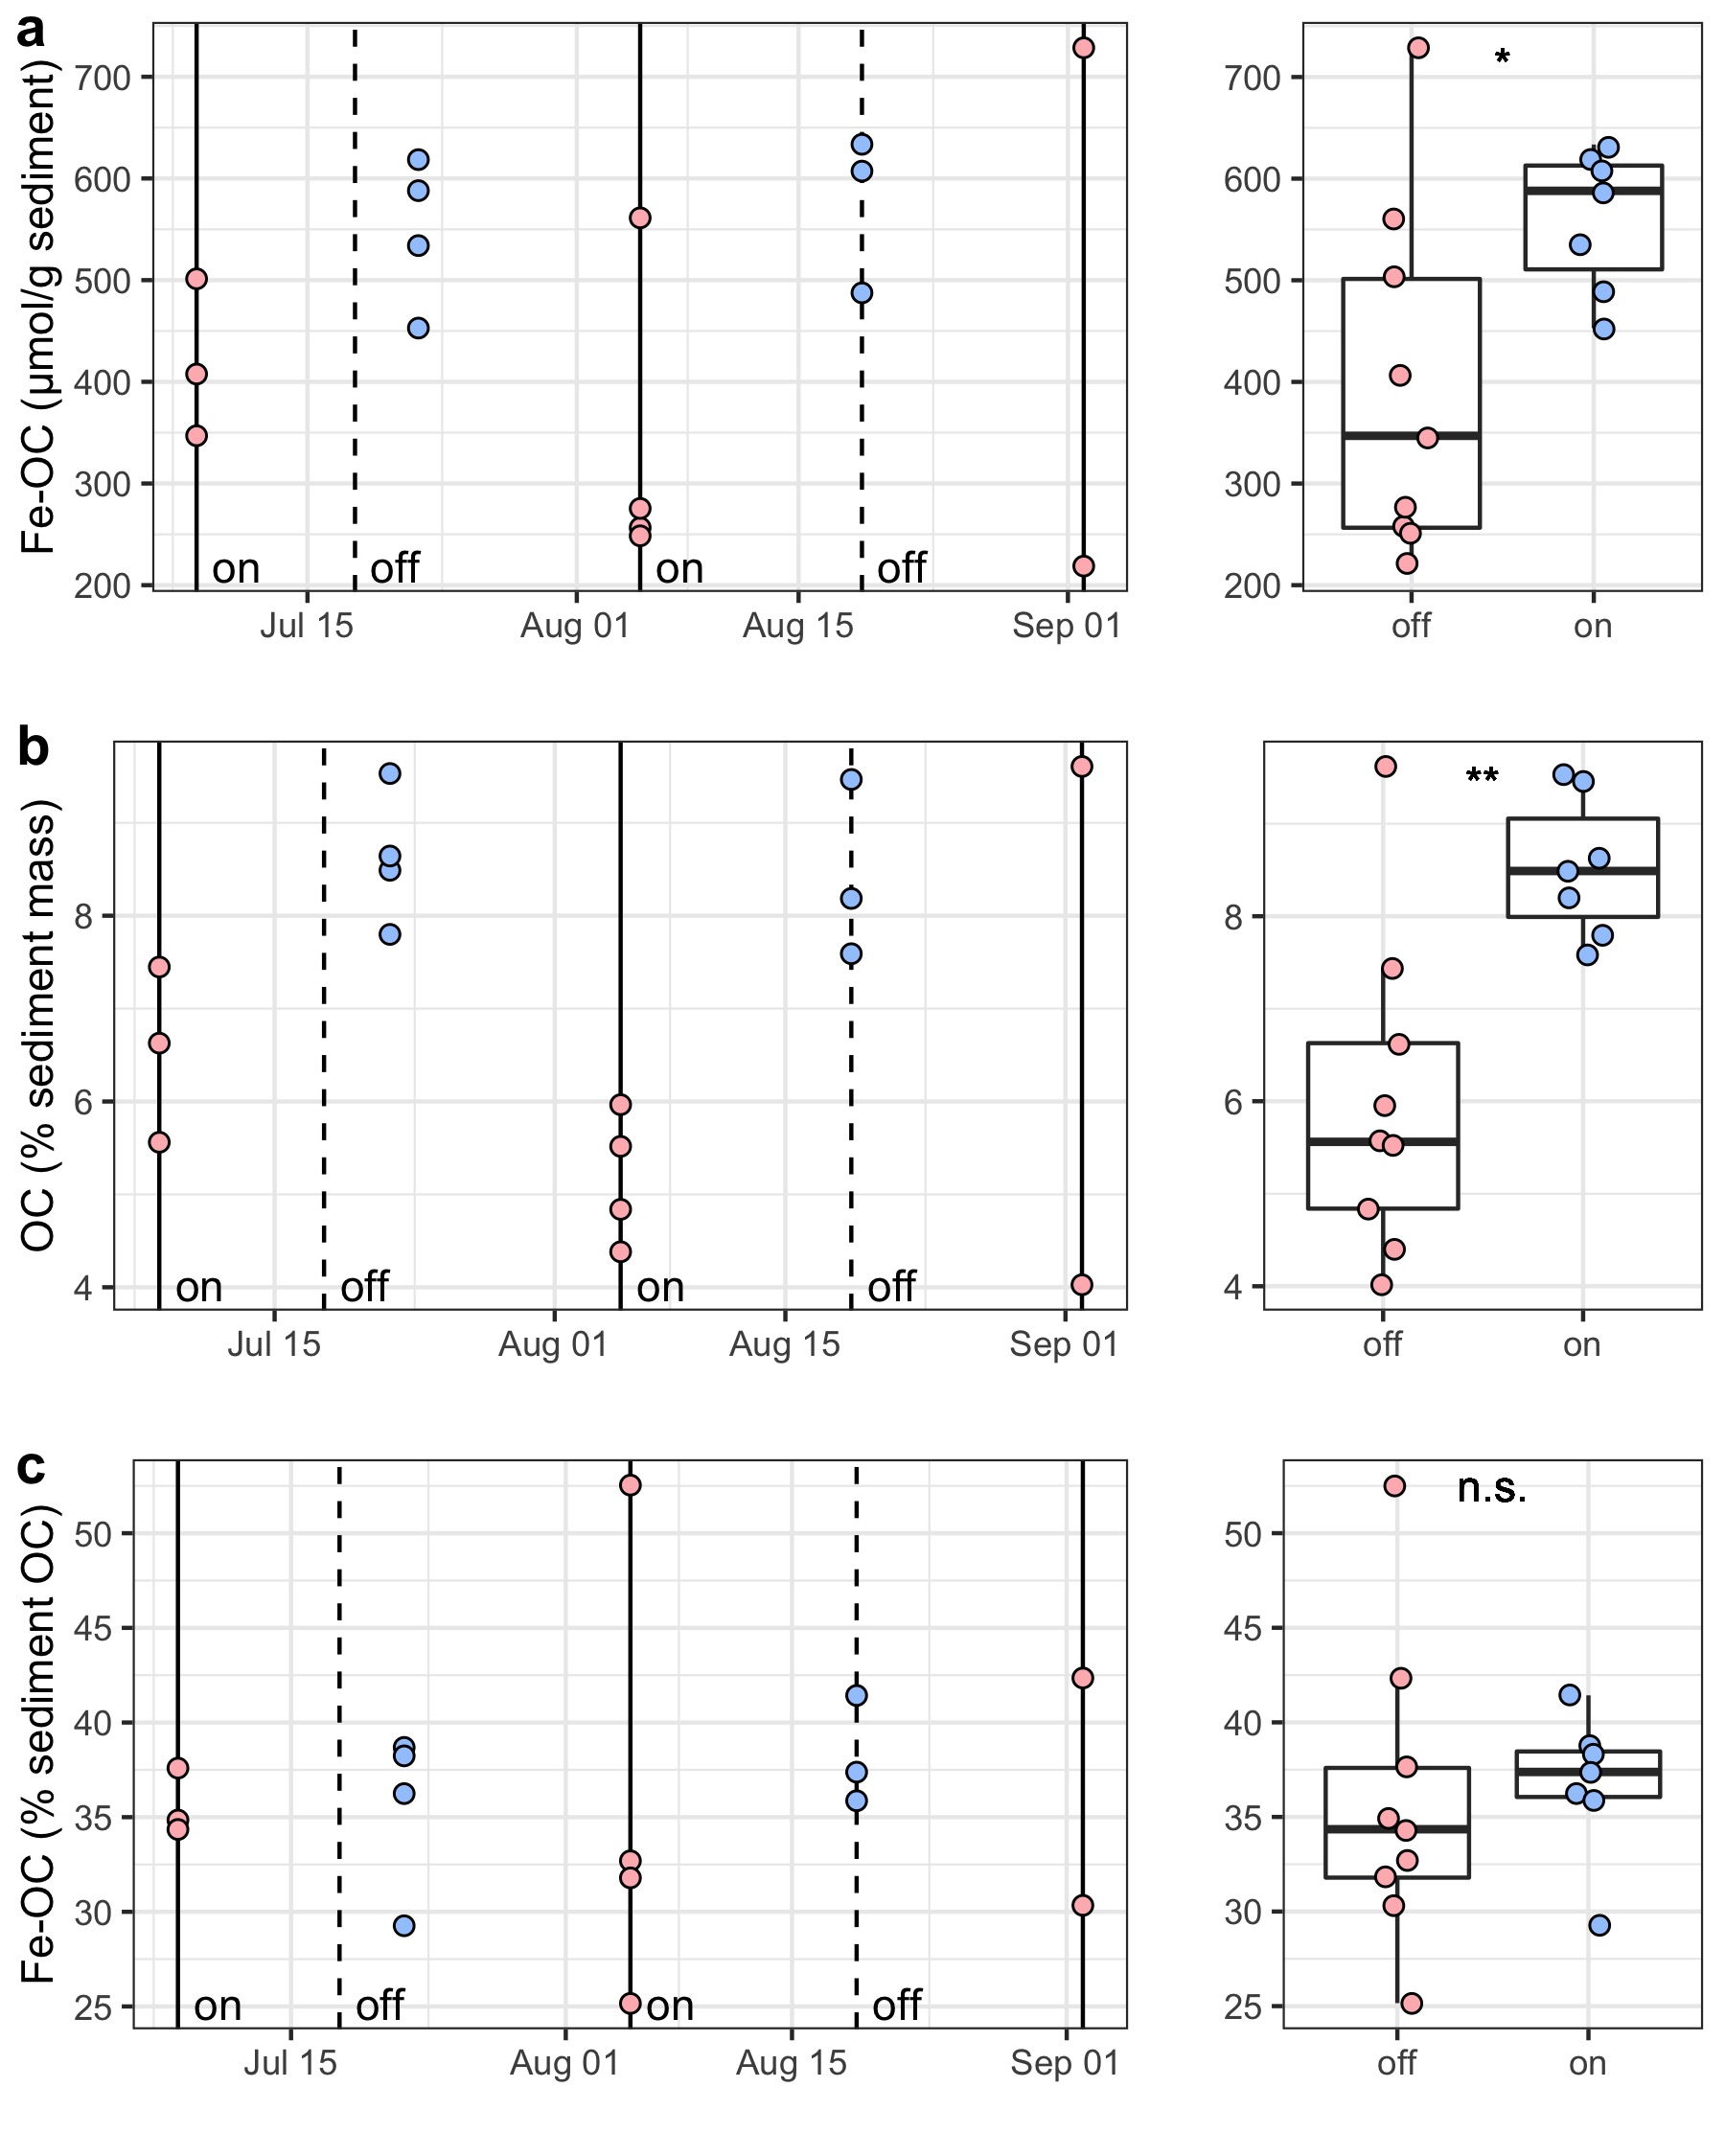 a
Fe-OC (µmol/g sediment)
700
600
500
400
300
200
on
off
on
off
Jul 15
Aug 01
Aug 15
Sep 01
700
600
500
400
300
200
*
off
on
b
OC (% sediment mass)
8
6
4
on
off
on
off
Jul 15
Aug 01
Aug 15
Sep 01
8
6
4
**
off
on
c
Fe-OC (% sediment OC)
50
45
40
35
30
25
on
off
on
off
Jul 15
Aug 01
Aug 15
Sep 01
50
45
40
35
30
25
n.s.
off
on